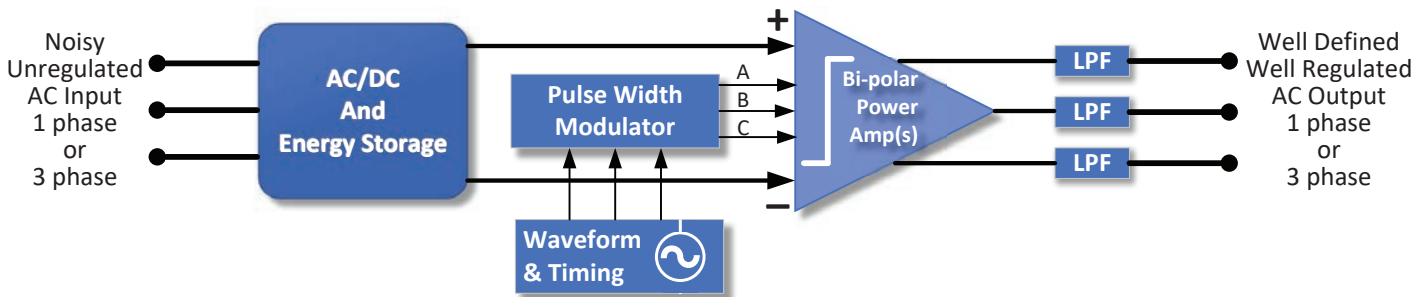 Noisy
Unregulated
AC Input
1 phase
or
3 phase
AC/DC
And
Energy Storage
Pulse Width
Modulator
A
B
C
Waveform
& Timing
+
−
Bi-polar
Power
Amp(s)
LPF
LPF
LPF
Well Defined
Well Regulated
AC Output
1 phase
or
3 phase